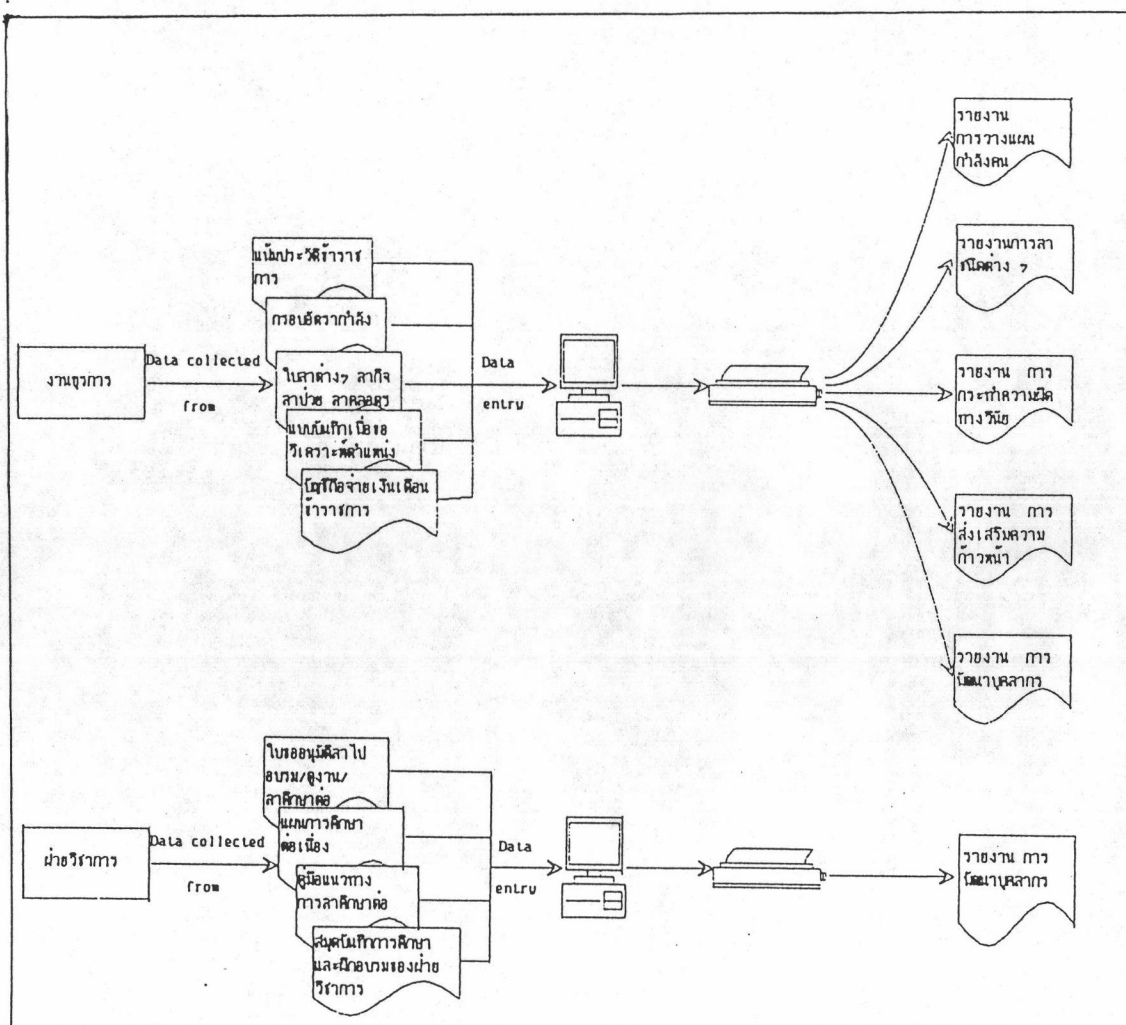 งานธุรการ
Data collected
from
แฟ้มประวัติข้าราช
การ
กรอบอัตรากำลัง
ใบลาต่างๆ ลากิจ
ลาป่วย ลาคลอดบุตร
แบบบันทึกเพื่อขอ
วิเคราะห์ตำแหน่ง
บัญชีถือจ่ายเงินเดือน
ข้าราชการ
Data
entry
รายงาน
การวางแผน
กำลังคน
รายงานการลา
ชนิดต่าง ๆ
รายงาน การ
กระทำความผิด
ทางวินัย
รายงาน การ
ส่งเสริมความ
ก้าวหน้า
รายงาน การ
พัฒนาบุคลากร
ฝ่ายวิชาการ
Data collected
from
ใบขออนุมัติลาไป
อบรม/ดูงาน/
ลาศึกษาต่อ
แผนการศึกษา
ต่อเนื่อง
คู่มือแนวทาง
การลาศึกษาต่อ
สมุดบันทึกการศึกษา
และฝึกอบรมของฝ่าย
วิชาการ
Data
entry
รายงาน การ
พัฒนาบุคลากร